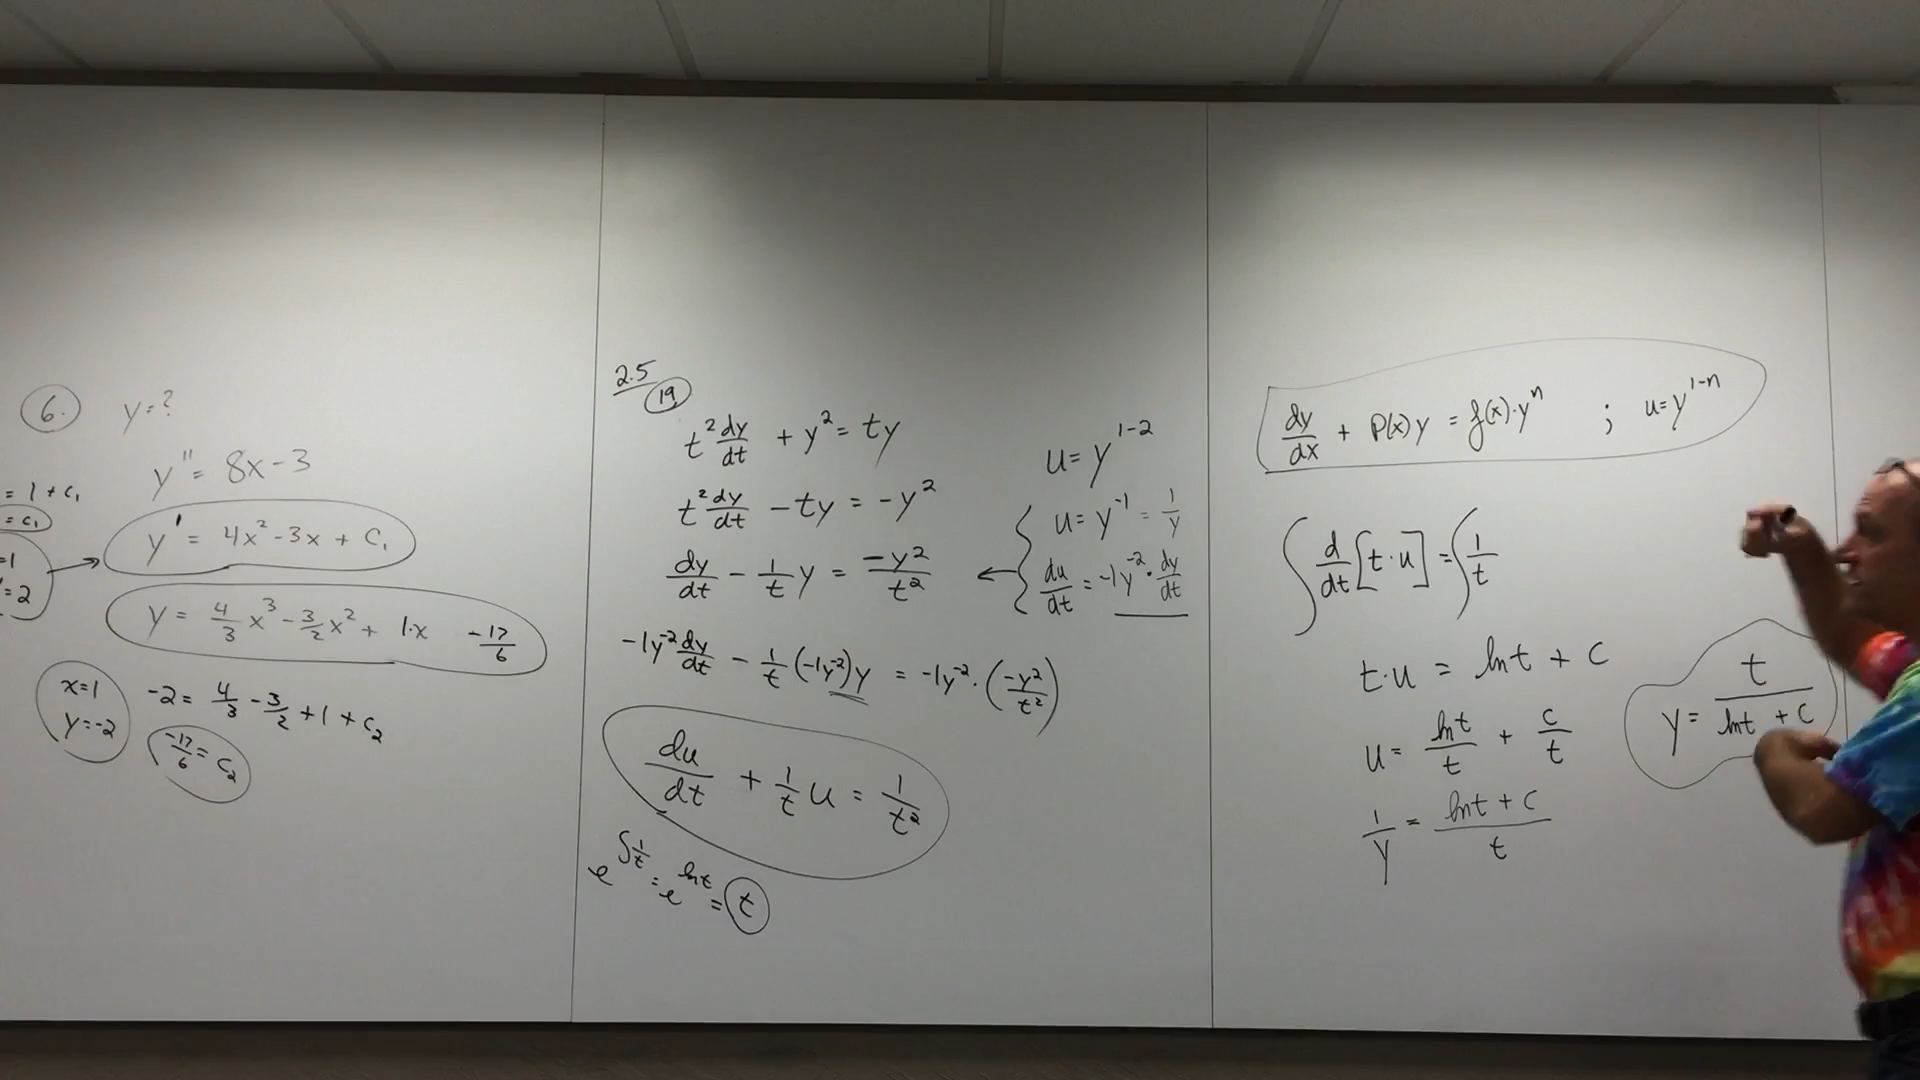 6. y=?
y'' = 8x - 3
= 1 + c₁
= c₁
y' = 4x² - 3x + C₁
=1
= 2
y = 4/3 x³ - 3/2 x² + 1·x - 17/6
x=1
y=-2
-2 = 4/3 - 3/2 + 1 + c₂
-17/6 = c₂
2.5
19
t² dy/dt + y² = ty
t² dy/dt - ty = -y²
dy/dt - 1/t y = -y²/t²
u = y^(1-2)
u = y⁻¹ = 1/y
du/dt = -1y⁻² · dy/dt
-1y⁻² dy/dt - 1/t (-1y⁻²) y = -1y⁻² · (-y²/t²)
du/dt + 1/t u = 1/t²
e^(∫1/t) = e^(ln t) = t
dy/dx + P(x) y = f(x)·yⁿ ; u = y^(1-n)
∫ d/dt [t·u] = ∫ 1/t
t·u = ln t + c
u = ln t/t + c/t
1/y = (ln t + c)/t
y = t/(ln t + c)